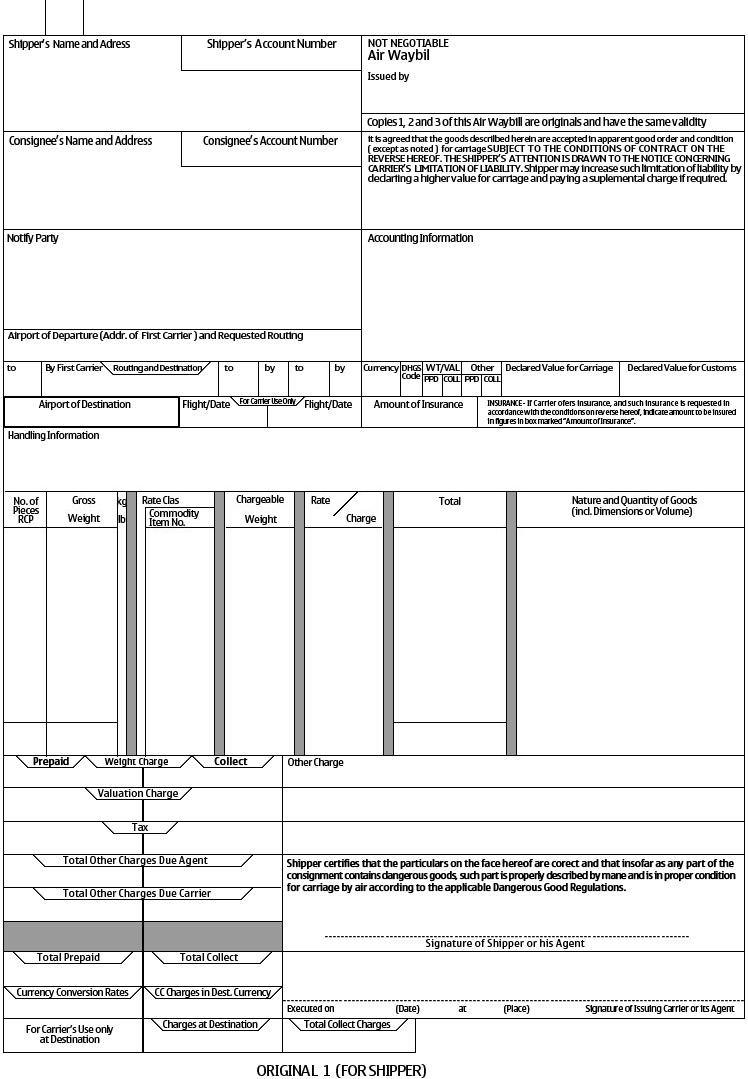 Shipper's Name and Adress
Shipper's Account Number
NOT NEGOTIABLE
Air Waybil
Issued by
Copies 1, 2 and 3 of this Air Waybill are originals and have the same validity
Consignee's Name and Address
Consignee's Account Number
It is agreed that the goods described herein are accepted in apparent good order and condition
( except as noted ) for carriage SUBJECT TO THE CONDITIONS OF CONTRACT ON THE
REVERSE HEREOF. THE SHIPPER'S ATTENTION IS DRAWN TO THE NOTICE CONCERNING
CARRIER'S LIMITATION OF LIABILITY. Shipper may increase such limitation of liability by
declaring a higher value for carriage and paying a suplemental charge if required.
Notify Party
Accounting Information
Airport of Departure (Addr. of First Carrier ) and Requested Routing
to
By First Carrier
Routing and Destination
to
by
to
by
Currency
DHGS
Code
WT/VAL
PPD
COLL
Other
PPD
COLL
Declared Value for Carriage
Declared Value for Customs
Airport of Destination
Flight/Date
For Carrier Use Only
Flight/Date
Amount of Insurance
INSURANCE - If Carrier ofers Insurance, and such Insurance is requested in
accordance with the conditions on reverse hereof, indicate amount to be insured
in figures in box marked "Amount of Insurance".
Handling Information
No. of
Pieces
RCP
Gross
Weight
kg
lb
Rate Clas
Commodity
Item No.
Chargeable
Weight
Rate
Charge
Total
Nature and Quantity of Goods
(incl. Dimensions or Volume)
Prepaid
Weight Charge
Collect
Other Charge
Valuation Charge
Tax
Total Other Charges Due Agent
Shipper certifies that the particulars on the face hereof are corect and that insofar as any part of the
consignment contains dangerous goods, such part is properly described by mane and is in proper condition
for carriage by air according to the applicable Dangerous Good Regulations.
Total Other Charges Due Carrier
Signature of Shipper or his Agent
Total Prepaid
Total Collect
Currency Conversion Rates
CC Charges in Dest. Currency
Executed on
(Date)
at
(Place)
Signature of Issuing Carrier or its Agent
For Carrier's Use only
at Destination
Charges at Destination
Total Collect Charges
ORIGINAL 1 (FOR SHIPPER)